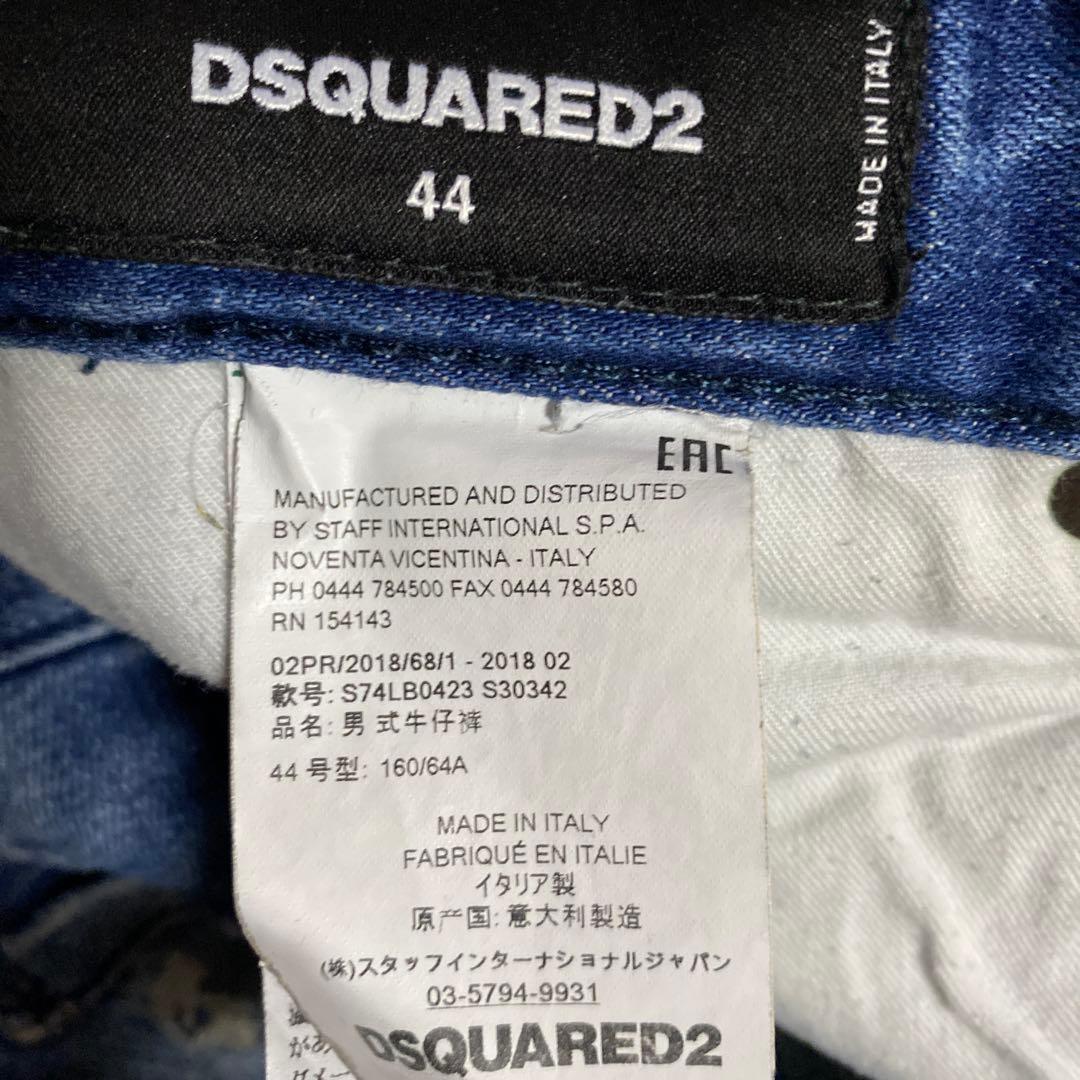 DSQUARED2
44
MADE IN ITALY
EAC
MANUFACTURED AND DISTRIBUTED
BY STAFF INTERNATIONAL S.P.A.
NOVENTA VICENTINA - ITALY
PH 0444 784500 FAX 0444 784580
RN 154143
02PR/2018/68/1 - 2018 02
款号: S74LB0423 S30342
品名: 男 式牛仔裤
44 号型: 160/64A
MADE IN ITALY
FABRIQUÉ EN ITALIE
イタリア製
原产国: 意大利製造
(株)スタッフインターナショナルジャパン
03-5794-9931
があ
DSQUARED2